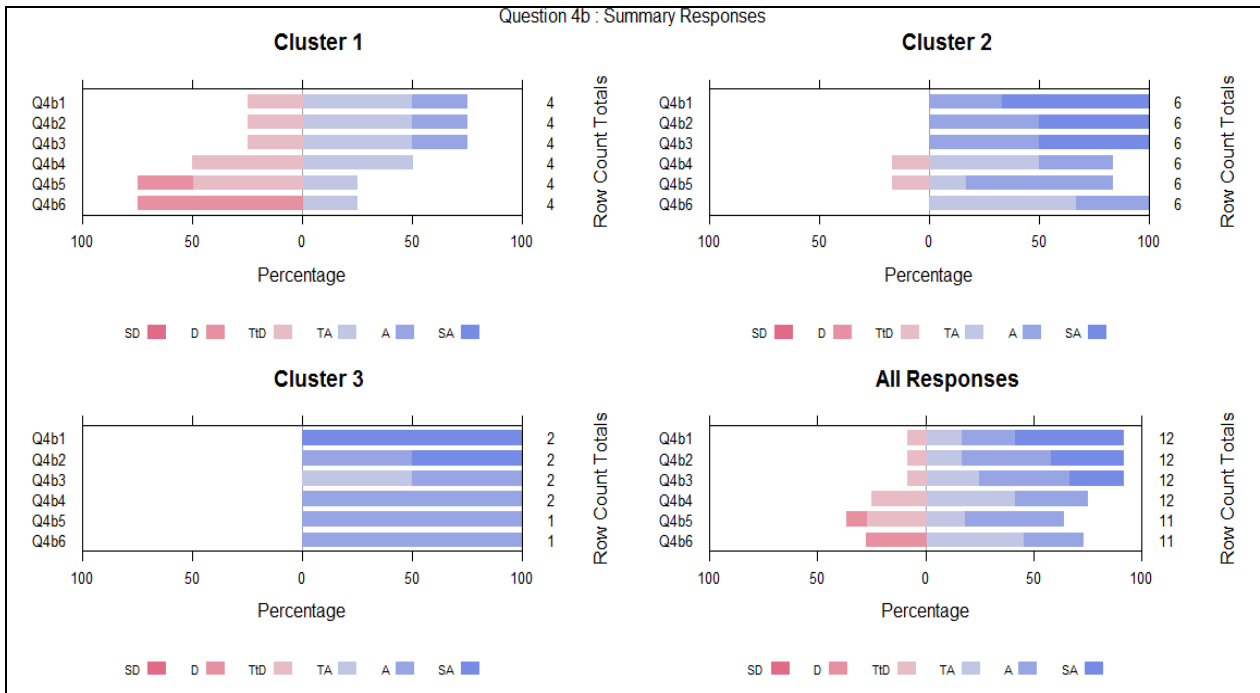 Question 4b : Summary Responses
Cluster 1
Q4b1 4
Q4b2 4
Q4b3 4
Q4b4 4
Q4b5 4
Q4b6 4
Row Count Totals
100 50 0 50 100
Percentage
SD D TtD TA A SA
Cluster 2
Q4b1 6
Q4b2 6
Q4b3 6
Q4b4 6
Q4b5 6
Q4b6 6
Row Count Totals
100 50 0 50 100
Percentage
SD D TtD TA A SA
Cluster 3
Q4b1 2
Q4b2 2
Q4b3 2
Q4b4 2
Q4b5 1
Q4b6 1
Row Count Totals
100 50 0 50 100
Percentage
SD D TtD TA A SA
All Responses
Q4b1 12
Q4b2 12
Q4b3 12
Q4b4 12
Q4b5 11
Q4b6 11
Row Count Totals
100 50 0 50 100
Percentage
SD D TtD TA A SA